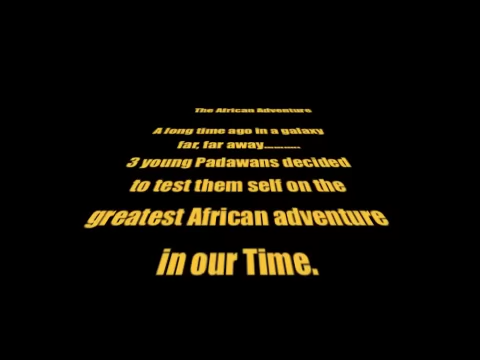 The African Adventure
A long time ago in a galaxy
far, far away...........
3 young Padawans decided
to test them self on the
greatest African adventure
in our Time.